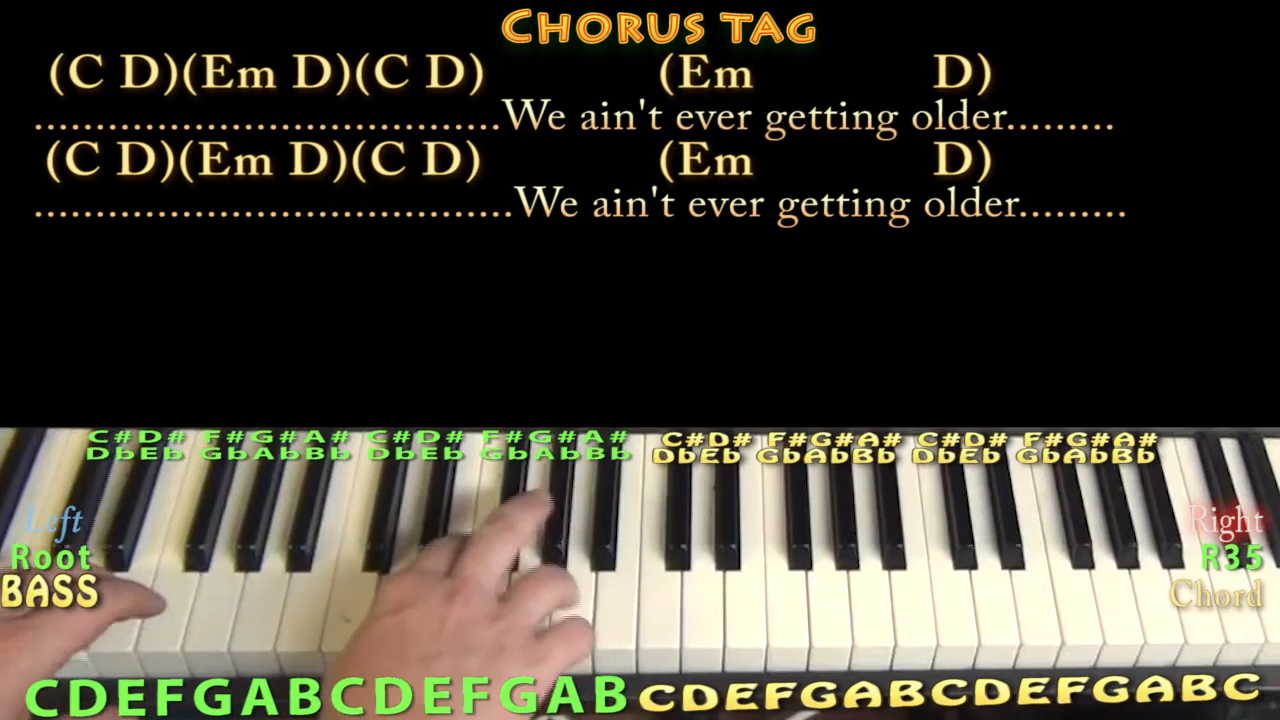 CHORUS TAG
(C D)(Em D)(C D) (Em D)
......................................We ain't ever getting older.........
(C D)(Em D)(C D) (Em D)
.......................................We ain't ever getting older.........
C#D# F#G#A# C#D# F#G#A# C#D# F#G#A# C#D# F#G#A#
DbEb GbAbBb DbEb GbAbBb DbEb GbAbBb DbEb GbAbBb
Left
Root
BASS
Right
R35
Chord
CDEFGABCDEFGAB CDEFGABCDEFGABC